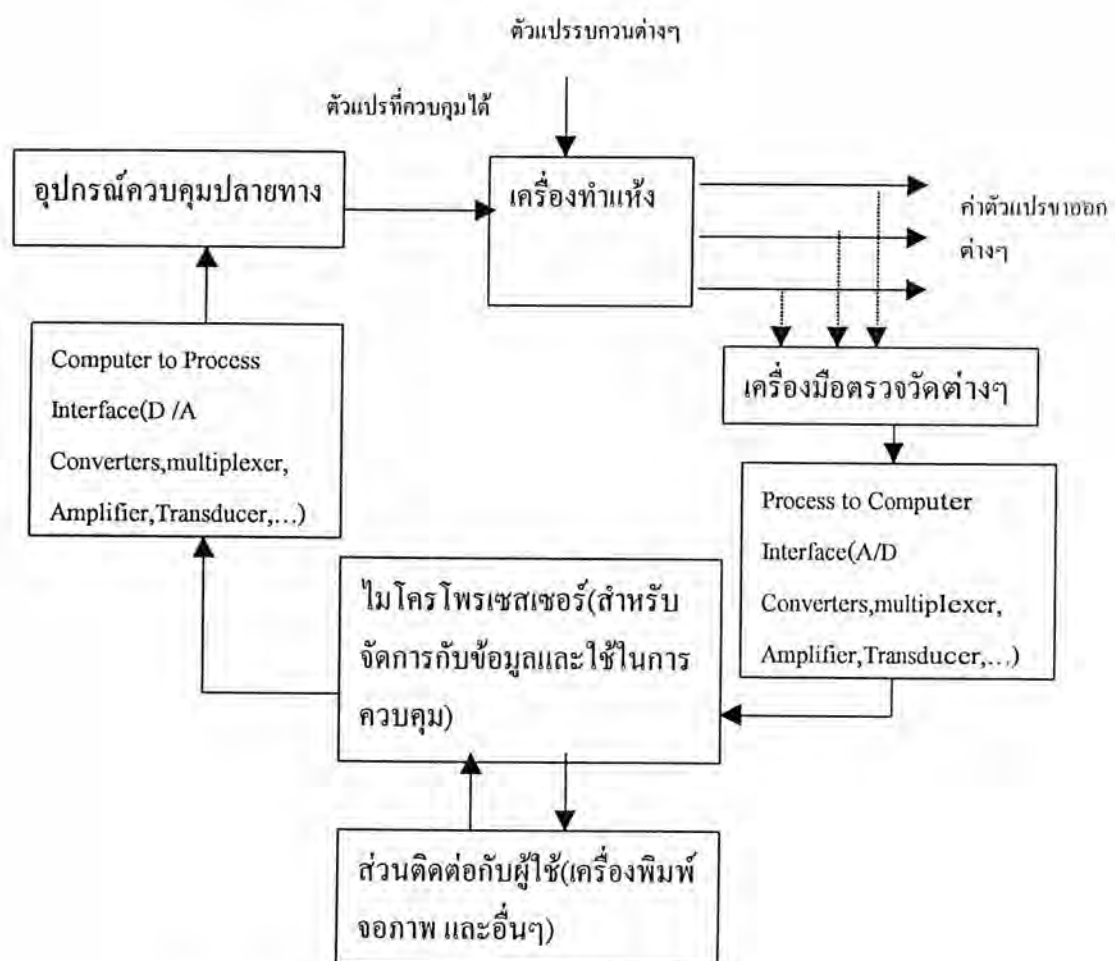 ตัวแปรรบกวนต่างๆ
ตัวแปรที่ควบคุมได้
อุปกรณ์ควบคุมปลายทาง
เครื่องทำแห้ง
ค่าตัวแปรขาออก
ต่างๆ
Computer to Process
Interface(D /A
Converters,multiplexer,
Amplifier,Transducer,...)
เครื่องมือตรวจวัดต่างๆ
Process to Computer
Interface(A/D
Converters,multiplexer,
Amplifier,Transducer,...)
ไมโครโพรเซสเซอร์(สำหรับ
จัดการกับข้อมูลและใช้ในการ
ควบคุม)
ส่วนติดต่อกับผู้ใช้(เครื่องพิมพ์
จอภาพ และอื่นๆ)